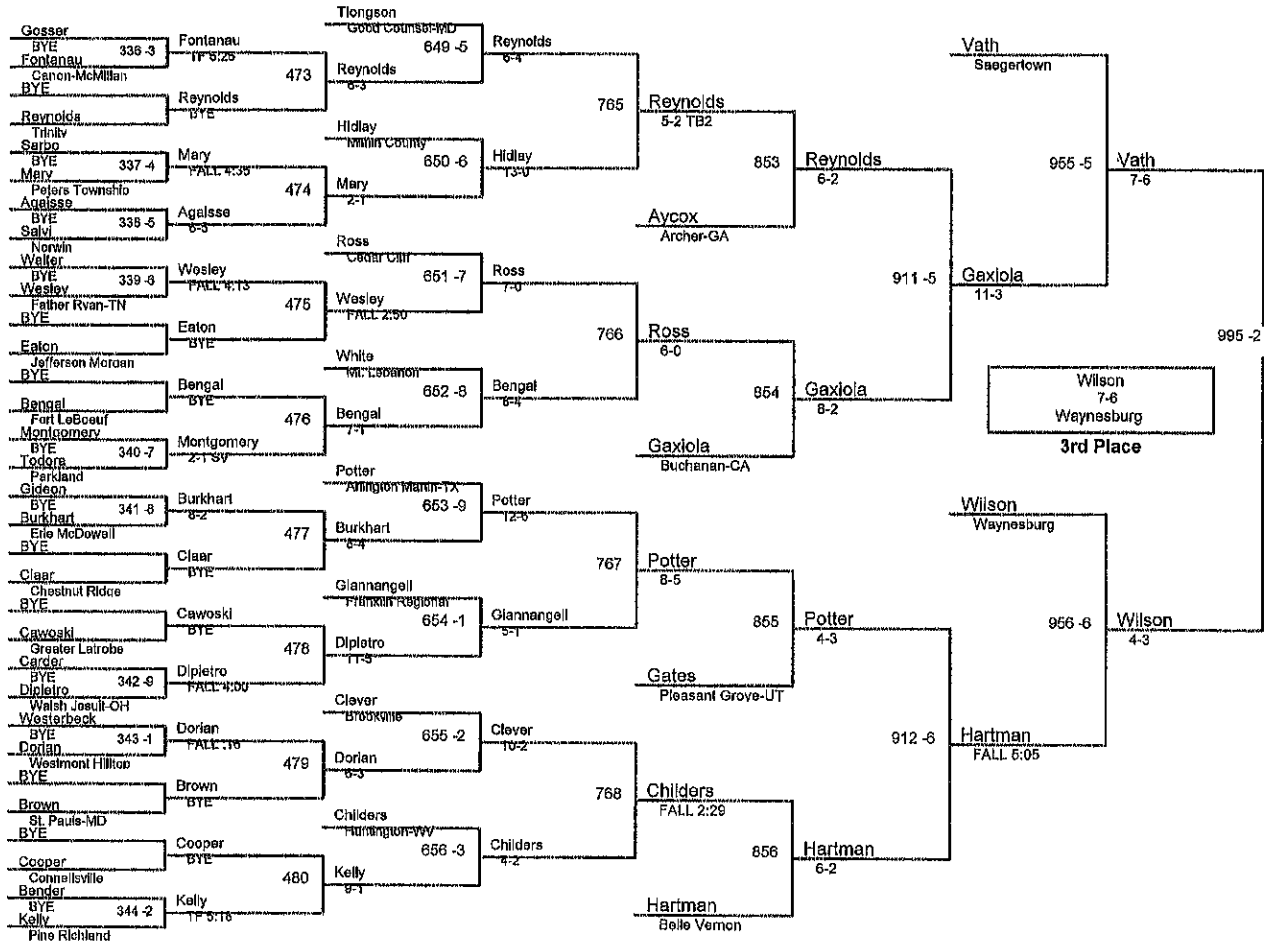 Gosser
BYE
336 -3
Fontanau
Canon-McMillan
BYE
Reynolds
Trinity
Sarbo
BYE
337 -4
Mary
Peters Township
Agaisse
BYE
338 -5
Salvi
Norwin
Walter
BYE
339 -6
Wesley
Father Ryan-TN
BYE
Eaton
Jefferson Morgan
BYE
Bengal
Fort LeBoeuf
Montgomery
BYE
340 -7
Todora
Parkland
Gideon
BYE
341 -8
Burkhart
Erie McDowell
BYE
Claar
Chestnut Ridge
BYE
Cawoski
Greater Latrobe
Carder
BYE
342 -9
Dipietro
Walsh Jesuit-OH
Westerbeck
BYE
343 -1
Dorian
Westmont Hilltop
BYE
Brown
St. Pauls-MD
BYE
Cooper
Connellsville
Bender
BYE
344 -2
Kelly
Pine Richland
Fontanau
TF 5:25
473
Reynolds
BYE
Mary
FALL 4:35
474
Agaisse
Wesley
FALL 4:13
475
Eaton
BYE
Bengal
BYE
476
Montgomery
2-1 SV
Burkhart
8-2
477
Claar
BYE
Cawoski
BYE
478
Dipietro
FALL 4:00
Dorian
FALL :16
479
Brown
BYE
Cooper
BYE
480
Kelly
TF 5:18
Tiongson
Good Counsel-MD
649 -5
Reynolds
Hidlay
Mifflin County
650 -6
Mary
2-1
Ross
Cedar Cliff
651 -7
Wesley
FALL 2:50
White
Mt. Lebanon
652 -8
Bengal
7-1
Potter
Arlington Martin-TX
653 -9
Burkhart
Giannangeli
Franklin Regional
654 -1
Dipietro
11-5
Clever
Brookville
655 -2
Dorian
Childers
Huntington-WV
656 -3
Kelly
9-1
Reynolds
6-4
765
Hidlay
13-0
Ross
7-0
766
Bengal
Potter
12-6
767
Giannangeli
5-1
Clever
10-2
768
Childers
4-2
Reynolds
5-2 TB2
853
Aycox
Archer-GA
Ross
6-0
854
Gaxiola
Buchanan-CA
Potter
8-5
855
Gates
Pleasant Grove-UT
Childers
FALL 2:29
856
Hartman
Belle Vernon
Reynolds
6-2
911 -5
Gaxiola
8-2
Potter
4-3
912 -6
Hartman
6-2
Vath
Saegertown
955 -5
Gaxiola
11-3
Wilson
Waynesburg
956 -6
Hartman
FALL 5:05
Vath
7-6
995 -2
Wilson
4-3
Wilson
7-6
Waynesburg
3rd Place